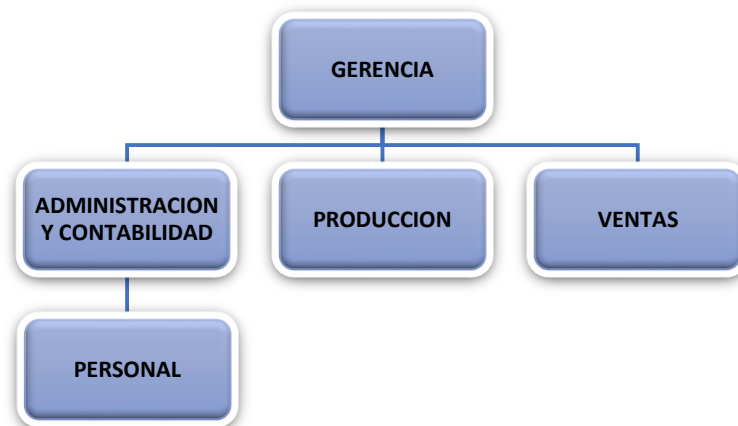 GERENCIA
ADMINISTRACION
Y CONTABILIDAD
PRODUCCION
VENTAS
PERSONAL